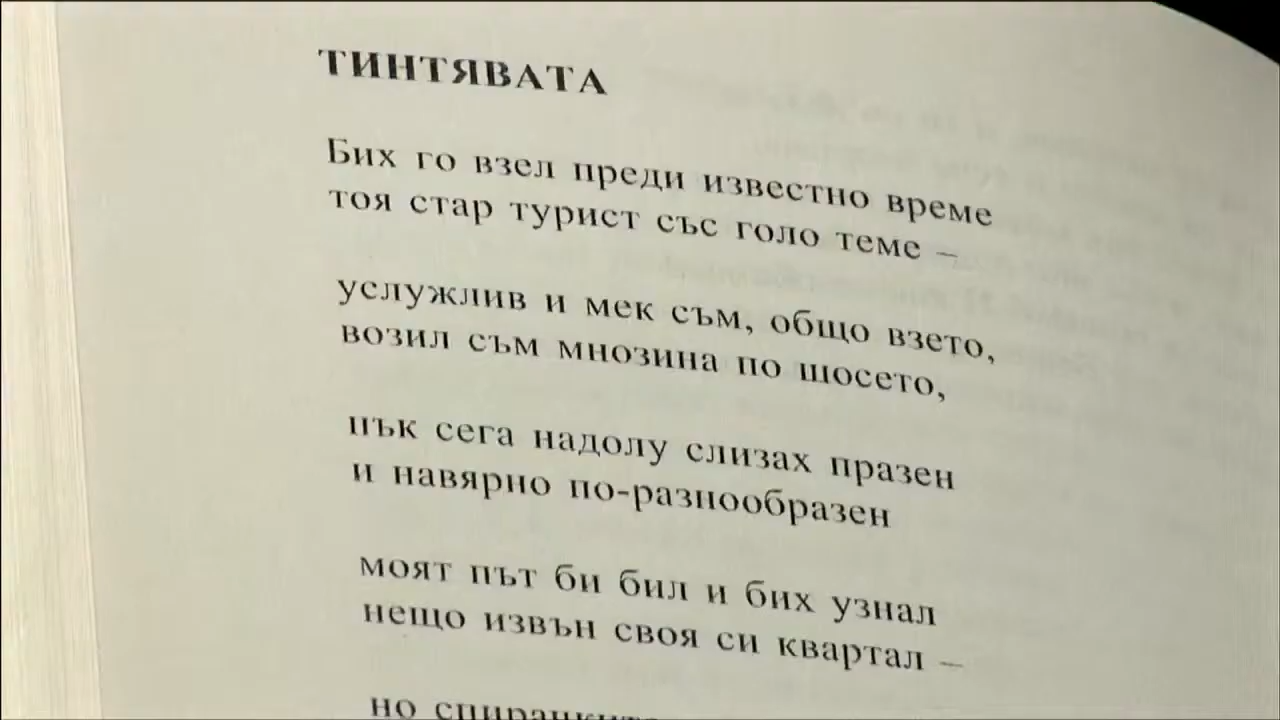 ТИНТЯВАТА
Бих го взел преди известно време
тоя стар турист със голо теме –
услужлив и мек съм, общо взето,
возил съм мнозина по шосето,
пък сега надолу слизах празен
и навярно по-разнообразен
моят път би бил и бих узнал
нещо извън своя си квартал –
но